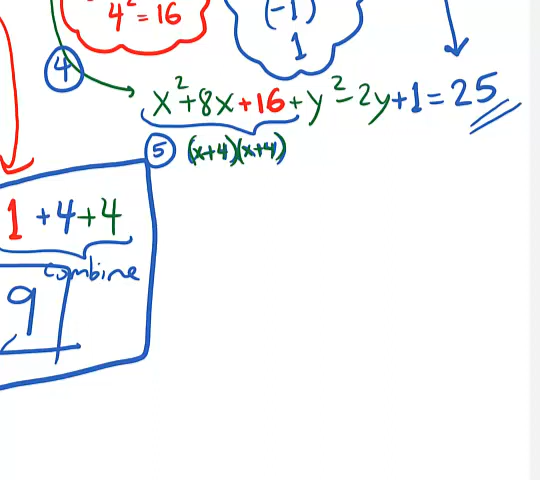 4² = 16
(-1)
1
④
x²+8x+16+y²-2y+1=25
⑤ (x+4)(x+4)
1 +4+4
combine
9